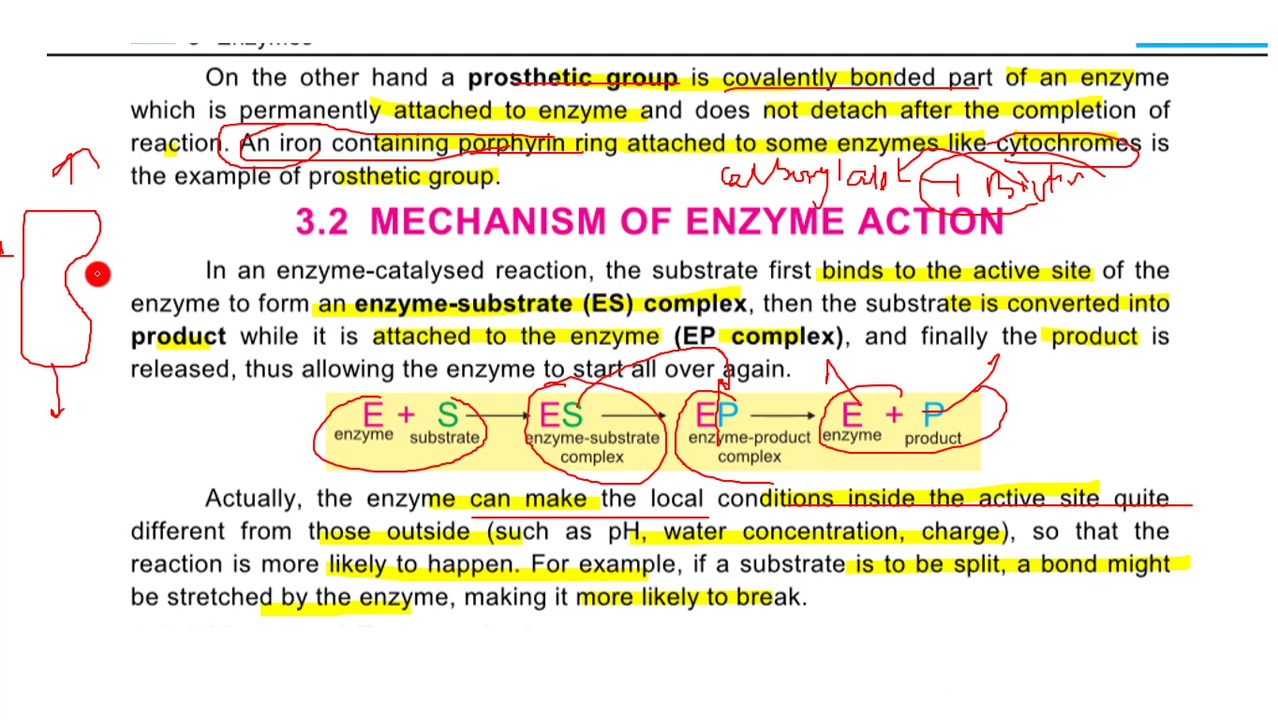 On the other hand a prosthetic group is covalently bonded part of an enzyme
which is permanently attached to enzyme and does not detach after the completion of
reaction. An iron containing porphyrin ring attached to some enzymes like cytochromes is
the example of prosthetic group.
Biotin
3.2 MECHANISM OF ENZYME ACTION
In an enzyme-catalysed reaction, the substrate first binds to the active site of the
enzyme to form an enzyme-substrate (ES) complex, then the substrate is converted into
product while it is attached to the enzyme (EP complex), and finally the product is
released, thus allowing the enzyme to start all over again.
E + S ES EP E + P
enzyme substrate enzyme-substrate enzyme-product enzyme product
complex complex
Actually, the enzyme can make the local conditions inside the active site quite
different from those outside (such as pH, water concentration, charge), so that the
reaction is more likely to happen. For example, if a substrate is to be split, a bond might
be stretched by the enzyme, making it more likely to break.